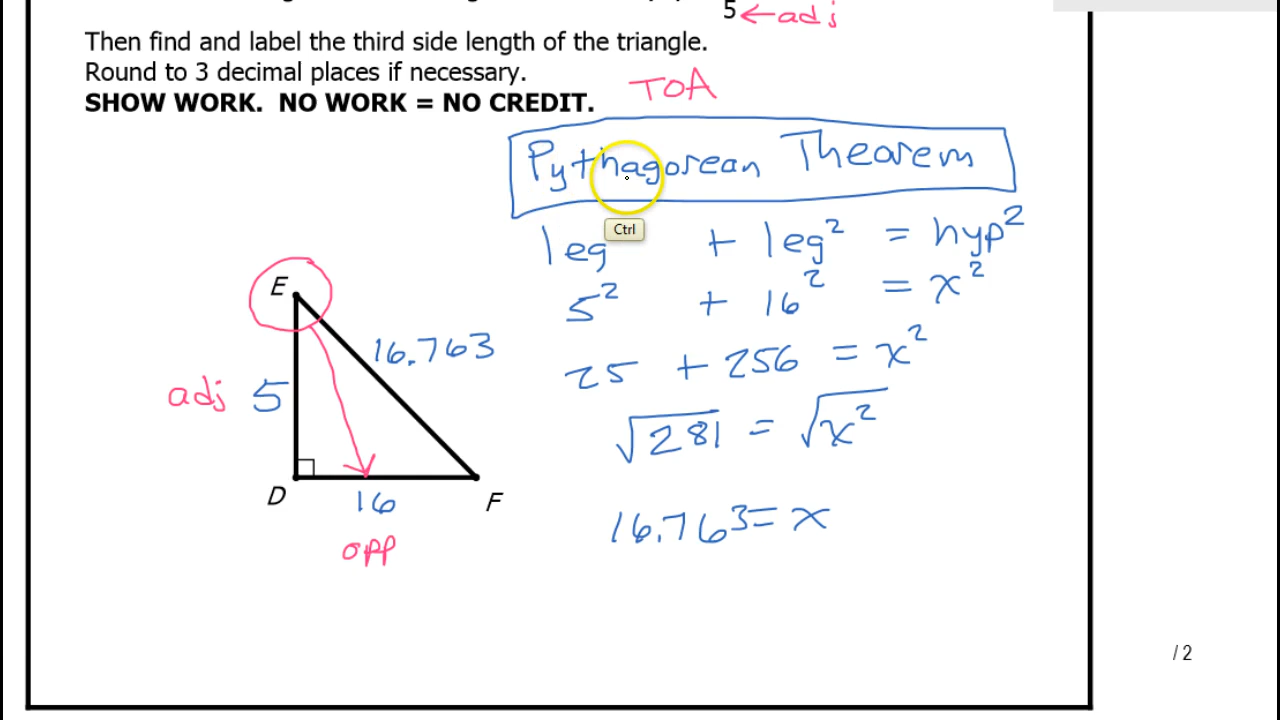 5 ←adj
Then find and label the third side length of the triangle.
Round to 3 decimal places if necessary.
SHOW WORK. NO WORK = NO CREDIT.
TOA
Pythagorean Theorem
Ctrl
leg + leg² = hyp²
5² + 16² = x²
25 + 256 = x²
√281 = √x²
16.763 = x
E
16.763
adj 5
D
16
F
opp
/ 2